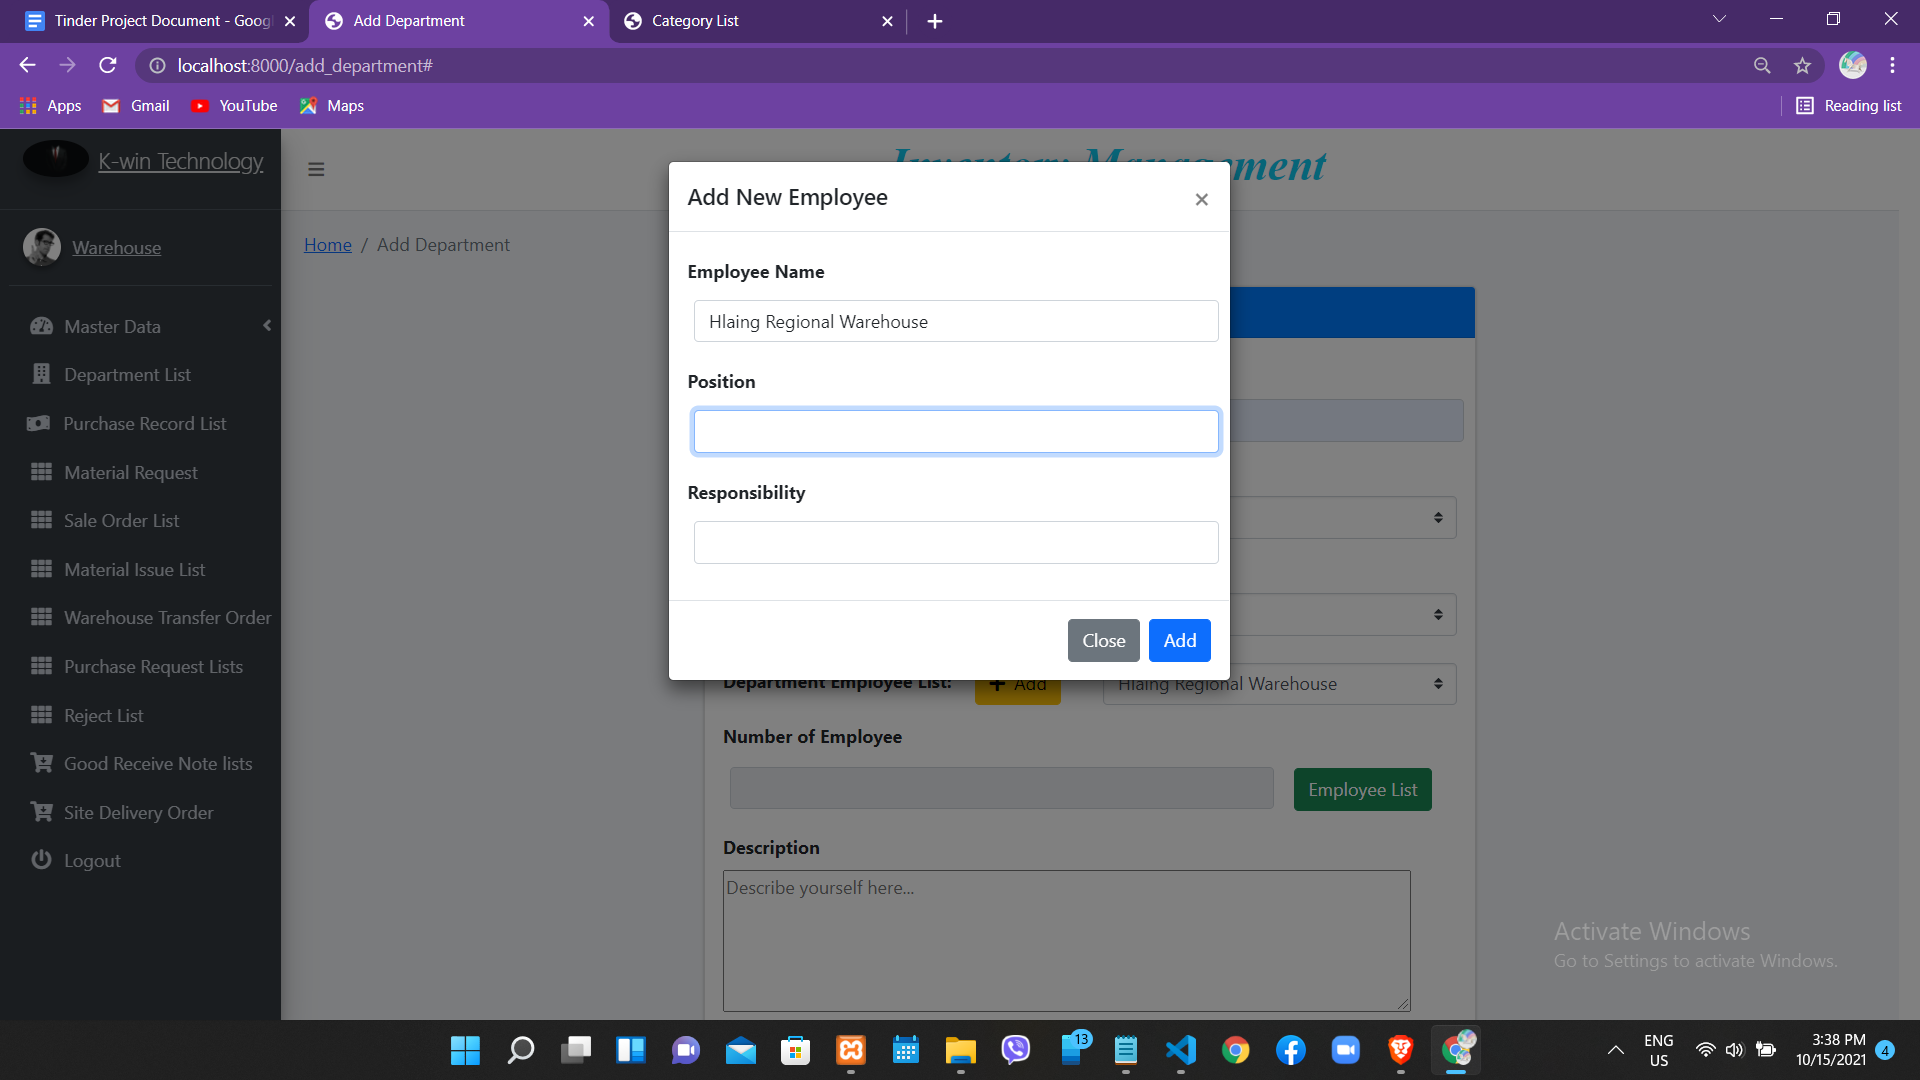 Tinder Project Document - Goog
Add Department
Category List
localhost:8000/add_department#
Apps
Gmail
YouTube
Maps
Reading list
K-win Technology
Inventory Management
Warehouse
Home / Add Department
Master Data
Department List
Purchase Record List
Material Request
Sale Order List
Material Issue List
Warehouse Transfer Order
Purchase Request Lists
Reject List
Good Receive Note lists
Site Delivery Order
Logout
Add New Employee
×
Employee Name
Hlaing Regional Warehouse
Position
Responsibility
Close
Add
Department Employee List:
+ Add
Hlaing Regional Warehouse
Number of Employee
Employee List
Description
Describe yourself here...
Activate Windows
Go to Settings to activate Windows.
13
ENG
US
3:38 PM
10/15/2021
4